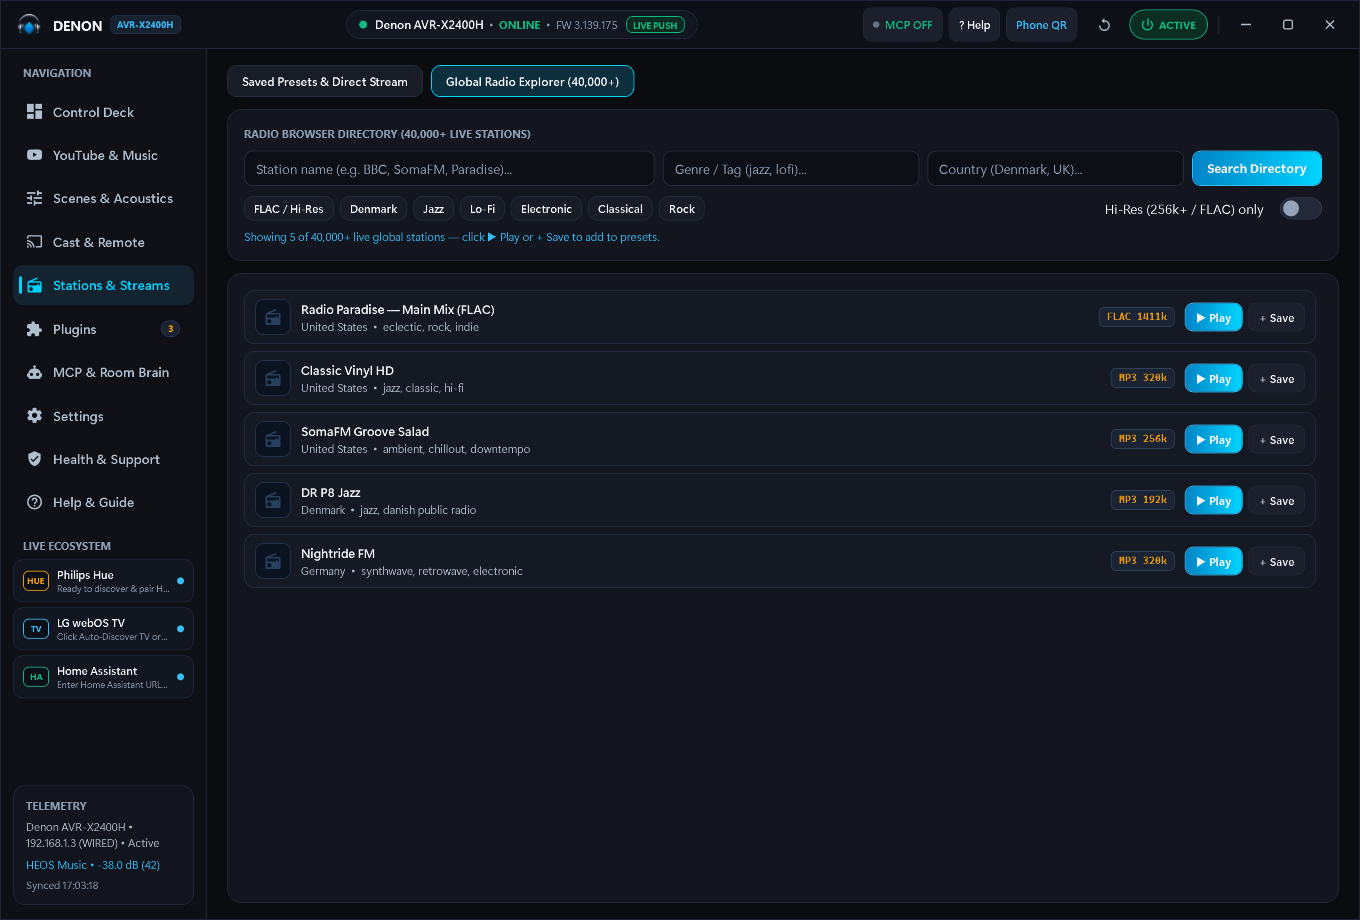 DENON AVR-X2400H
Denon AVR-X2400H • ONLINE • FW 3.139.175 LIVE PUSH
MCP OFF
? Help
Phone QR
ACTIVE
NAVIGATION
Control Deck
YouTube & Music
Scenes & Acoustics
Cast & Remote
Stations & Streams
Plugins 3
MCP & Room Brain
Settings
Health & Support
Help & Guide
LIVE ECOSYSTEM
HUE
Philips Hue
Ready to discover & pair H...
TV
LG webOS TV
Click Auto-Discover TV or...
HA
Home Assistant
Enter Home Assistant URL...
TELEMETRY
Denon AVR-X2400H •
192.168.1.3 (WIRED) • Active
HEOS Music • -38.0 dB (42)
Synced 17:03:18
Saved Presets & Direct Stream
Global Radio Explorer (40,000+)
RADIO BROWSER DIRECTORY (40,000+ LIVE STATIONS)
Station name (e.g. BBC, SomaFM, Paradise)...
Genre / Tag (jazz, lofi)...
Country (Denmark, UK)...
Search Directory
FLAC / Hi-Res
Denmark
Jazz
Lo-Fi
Electronic
Classical
Rock
Hi-Res (256k+ / FLAC) only
Showing 5 of 40,000+ live global stations — click ▶ Play or + Save to add to presets.
Radio Paradise — Main Mix (FLAC)
United States • eclectic, rock, indie
FLAC 1411k
▶ Play
+ Save
Classic Vinyl HD
United States • jazz, classic, hi-fi
MP3 320k
▶ Play
+ Save
SomaFM Groove Salad
United States • ambient, chillout, downtempo
MP3 256k
▶ Play
+ Save
DR P8 Jazz
Denmark • jazz, danish public radio
MP3 192k
▶ Play
+ Save
Nightride FM
Germany • synthwave, retrowave, electronic
MP3 320k
▶ Play
+ Save